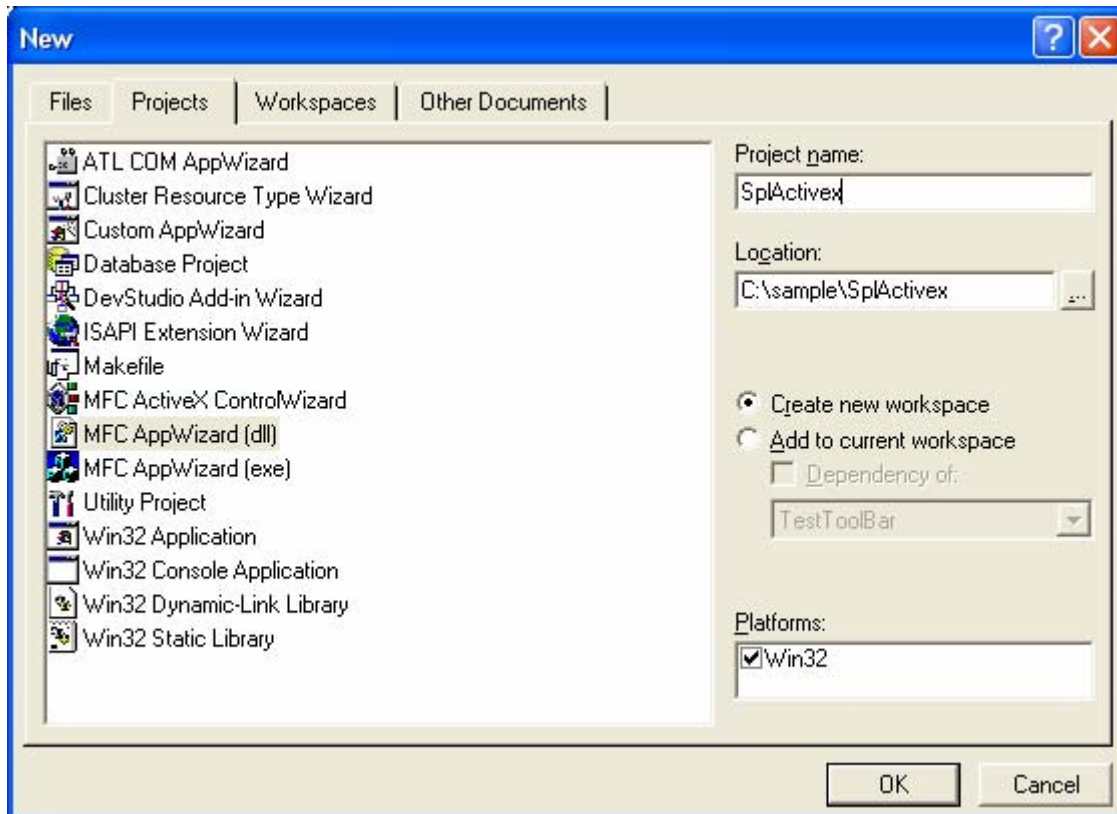 New
Files
Projects
Workspaces
Other Documents
ATL COM AppWizard
Cluster Resource Type Wizard
Custom AppWizard
Database Project
DevStudio Add-in Wizard
ISAPI Extension Wizard
Makefile
MFC ActiveX ControlWizard
MFC AppWizard (dll)
MFC AppWizard (exe)
Utility Project
Win32 Application
Win32 Console Application
Win32 Dynamic-Link Library
Win32 Static Library
Project name:
SplActivex
Location:
C:\sample\SplActivex
...
Create new workspace
Add to current workspace
Dependency of:
TestToolBar
Platforms:
Win32
OK
Cancel